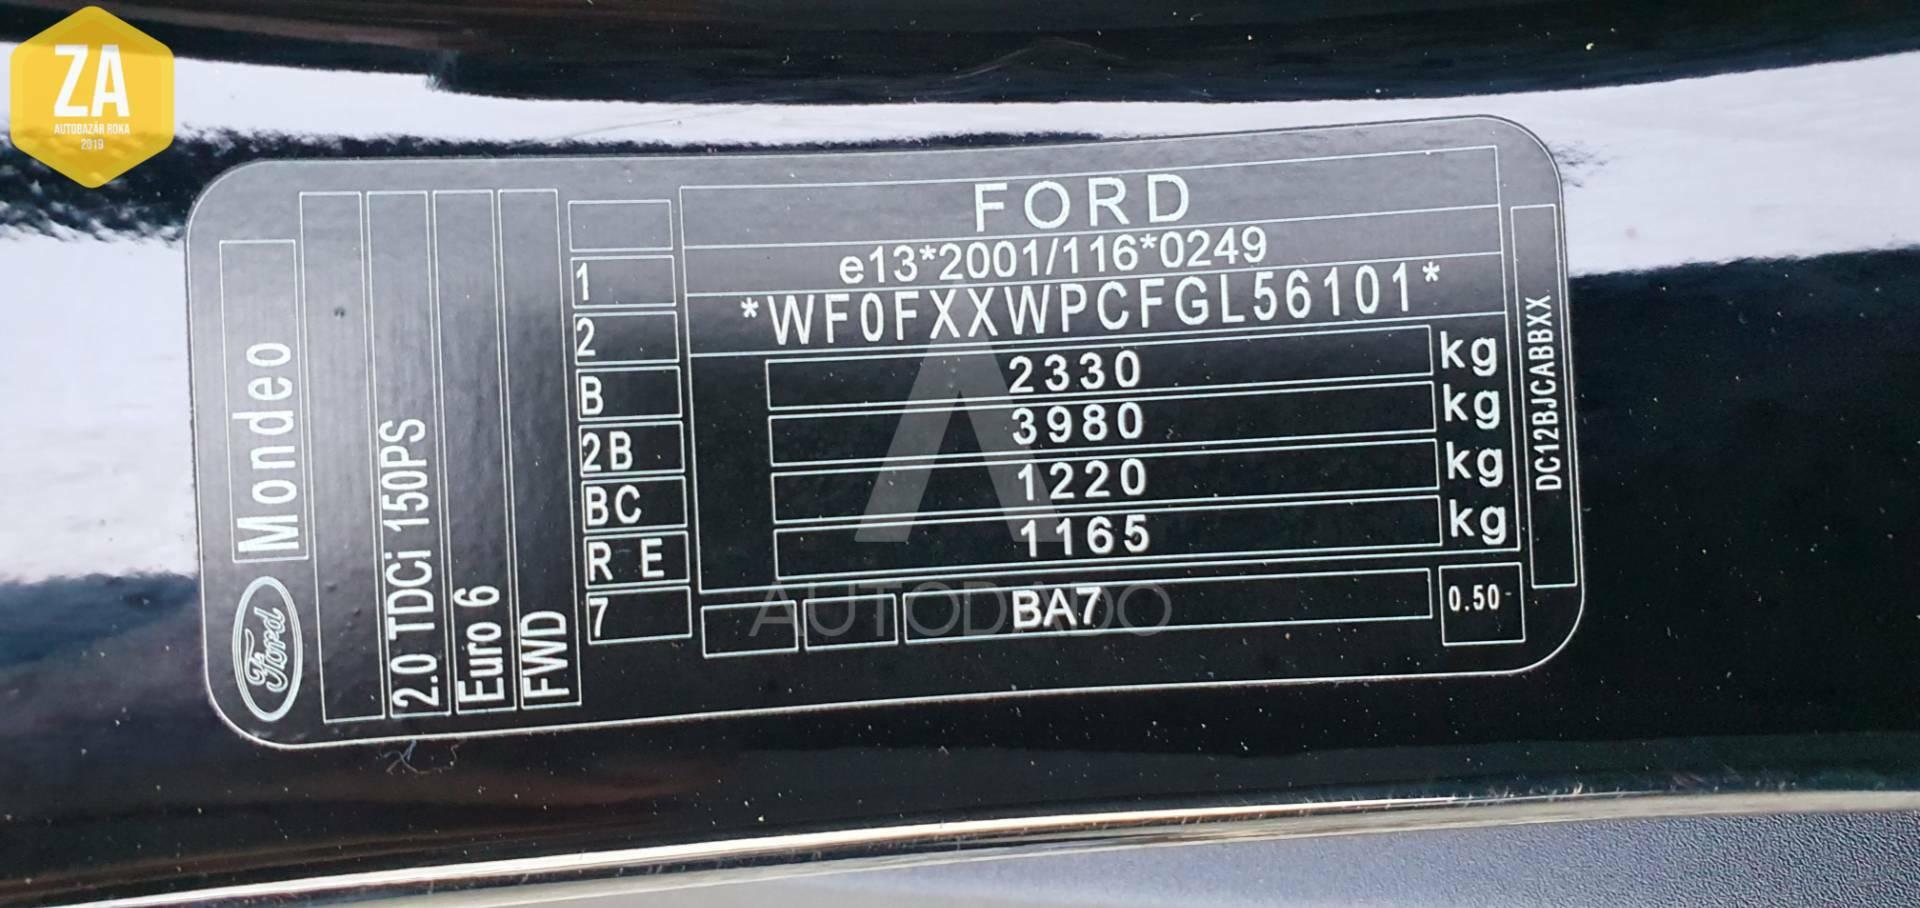 ZA
AUTOBAZÁR ROKA
2019
Ford
Mondeo
2.0 TDCi 150PS
Euro 6
FWD
1
2
B
2B
BC
R E
7
FORD
e13*2001/116*0249
*WF0FXXWPCFGL56101*
2330 kg
3980 kg
1220 kg
1165 kg
BA7
0.50
DC12BJCABBXX
AUTODADO